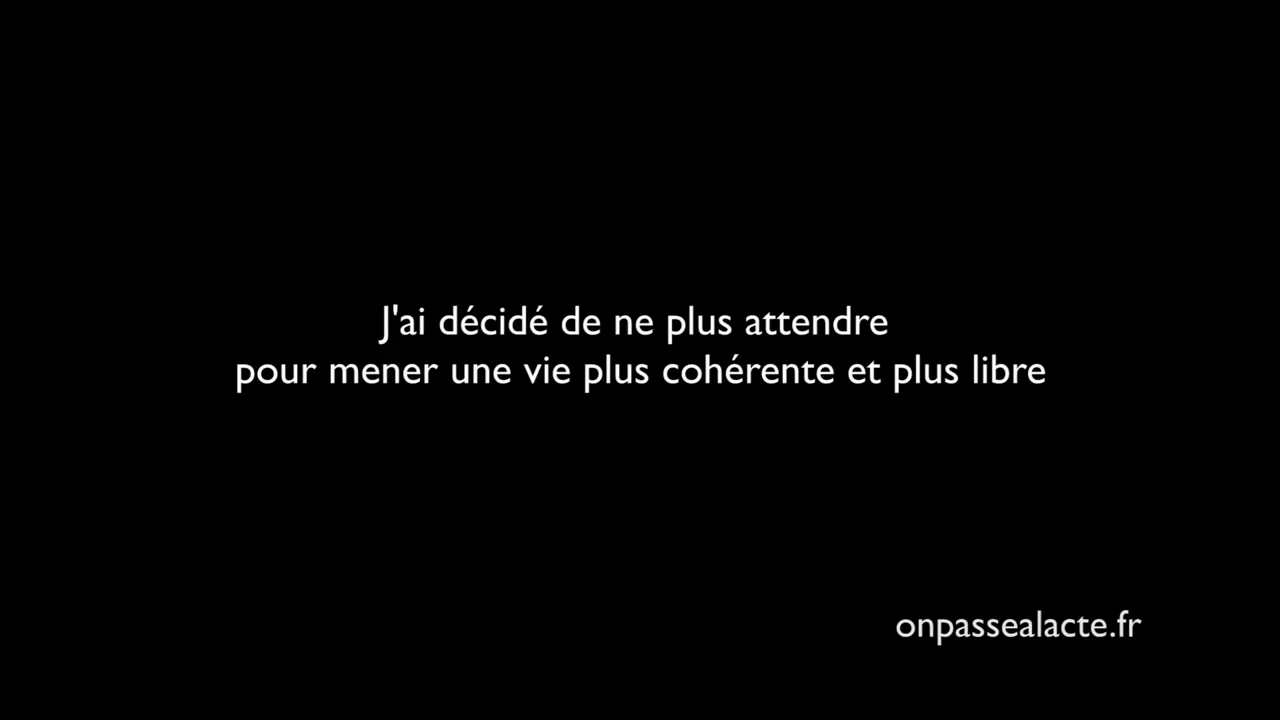 J'ai décidé de ne plus attendre
pour mener une vie plus cohérente et plus libre
onpassealacte.fr